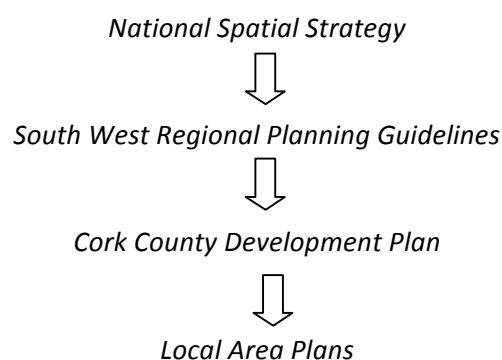 National Spatial Strategy
South West Regional Planning Guidelines
Cork County Development Plan
Local Area Plans